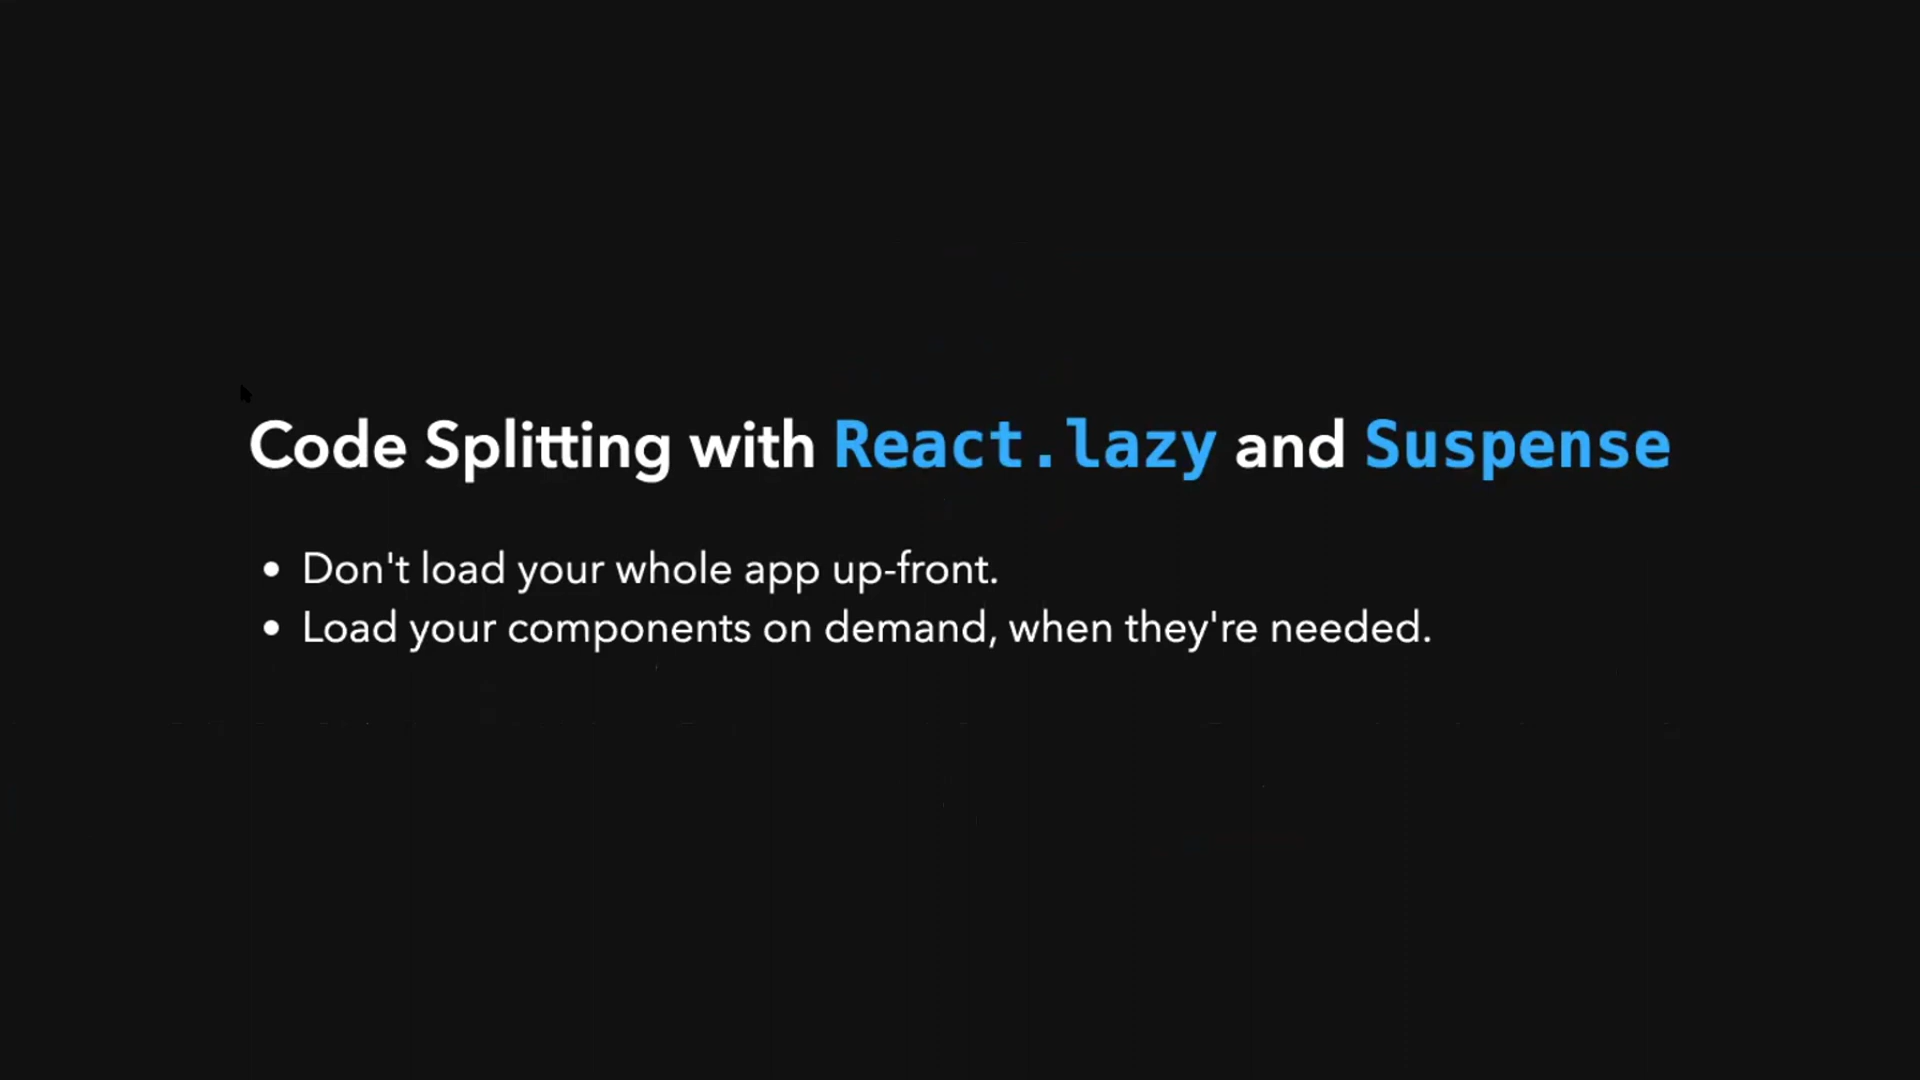 Code Splitting with React.lazy and Suspense
• Don't load your whole app up-front.
• Load your components on demand, when they're needed.